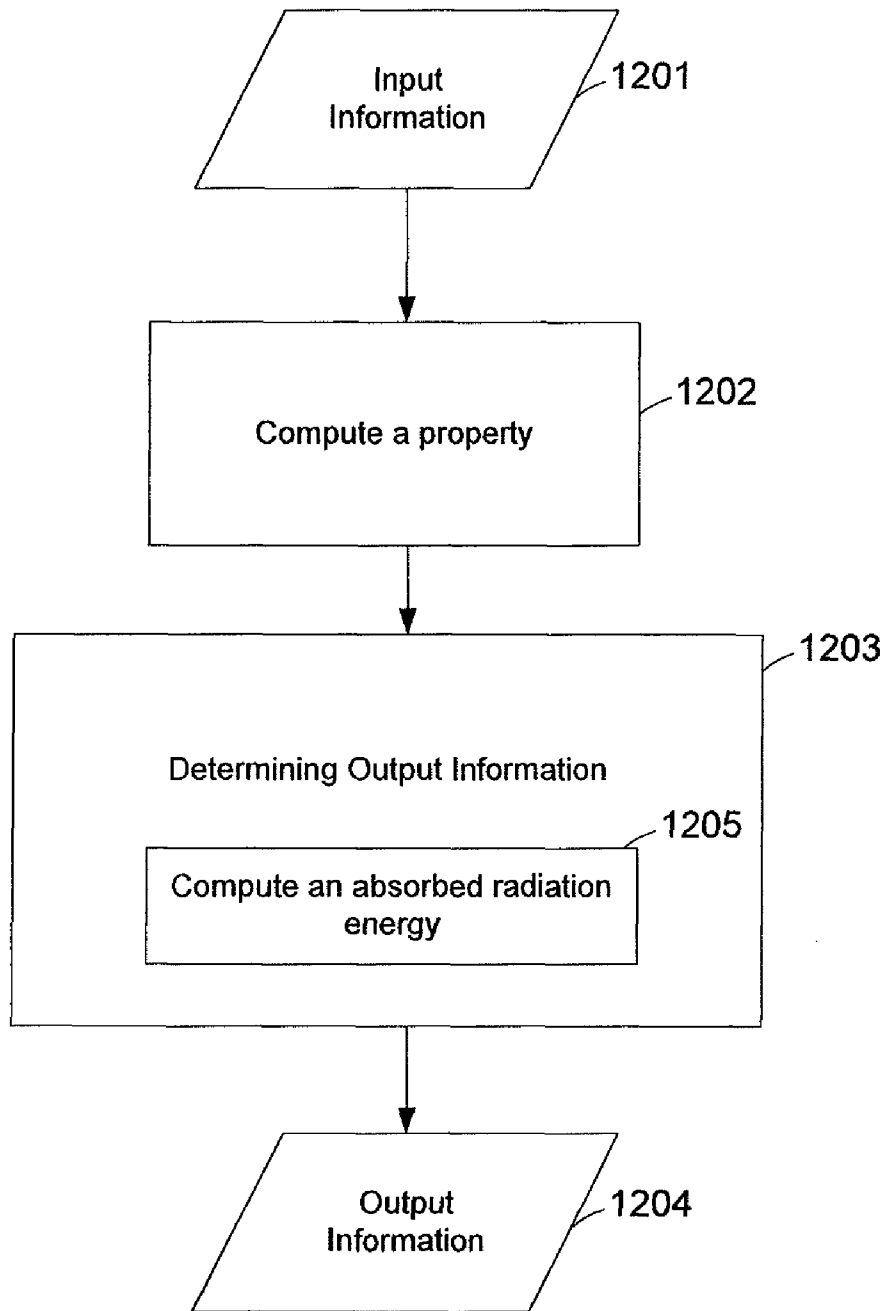 Input
Information
1201
Compute a property
1202
1203
Determining Output Information
1205
Compute an absorbed radiation
energy
Output
Information
1204